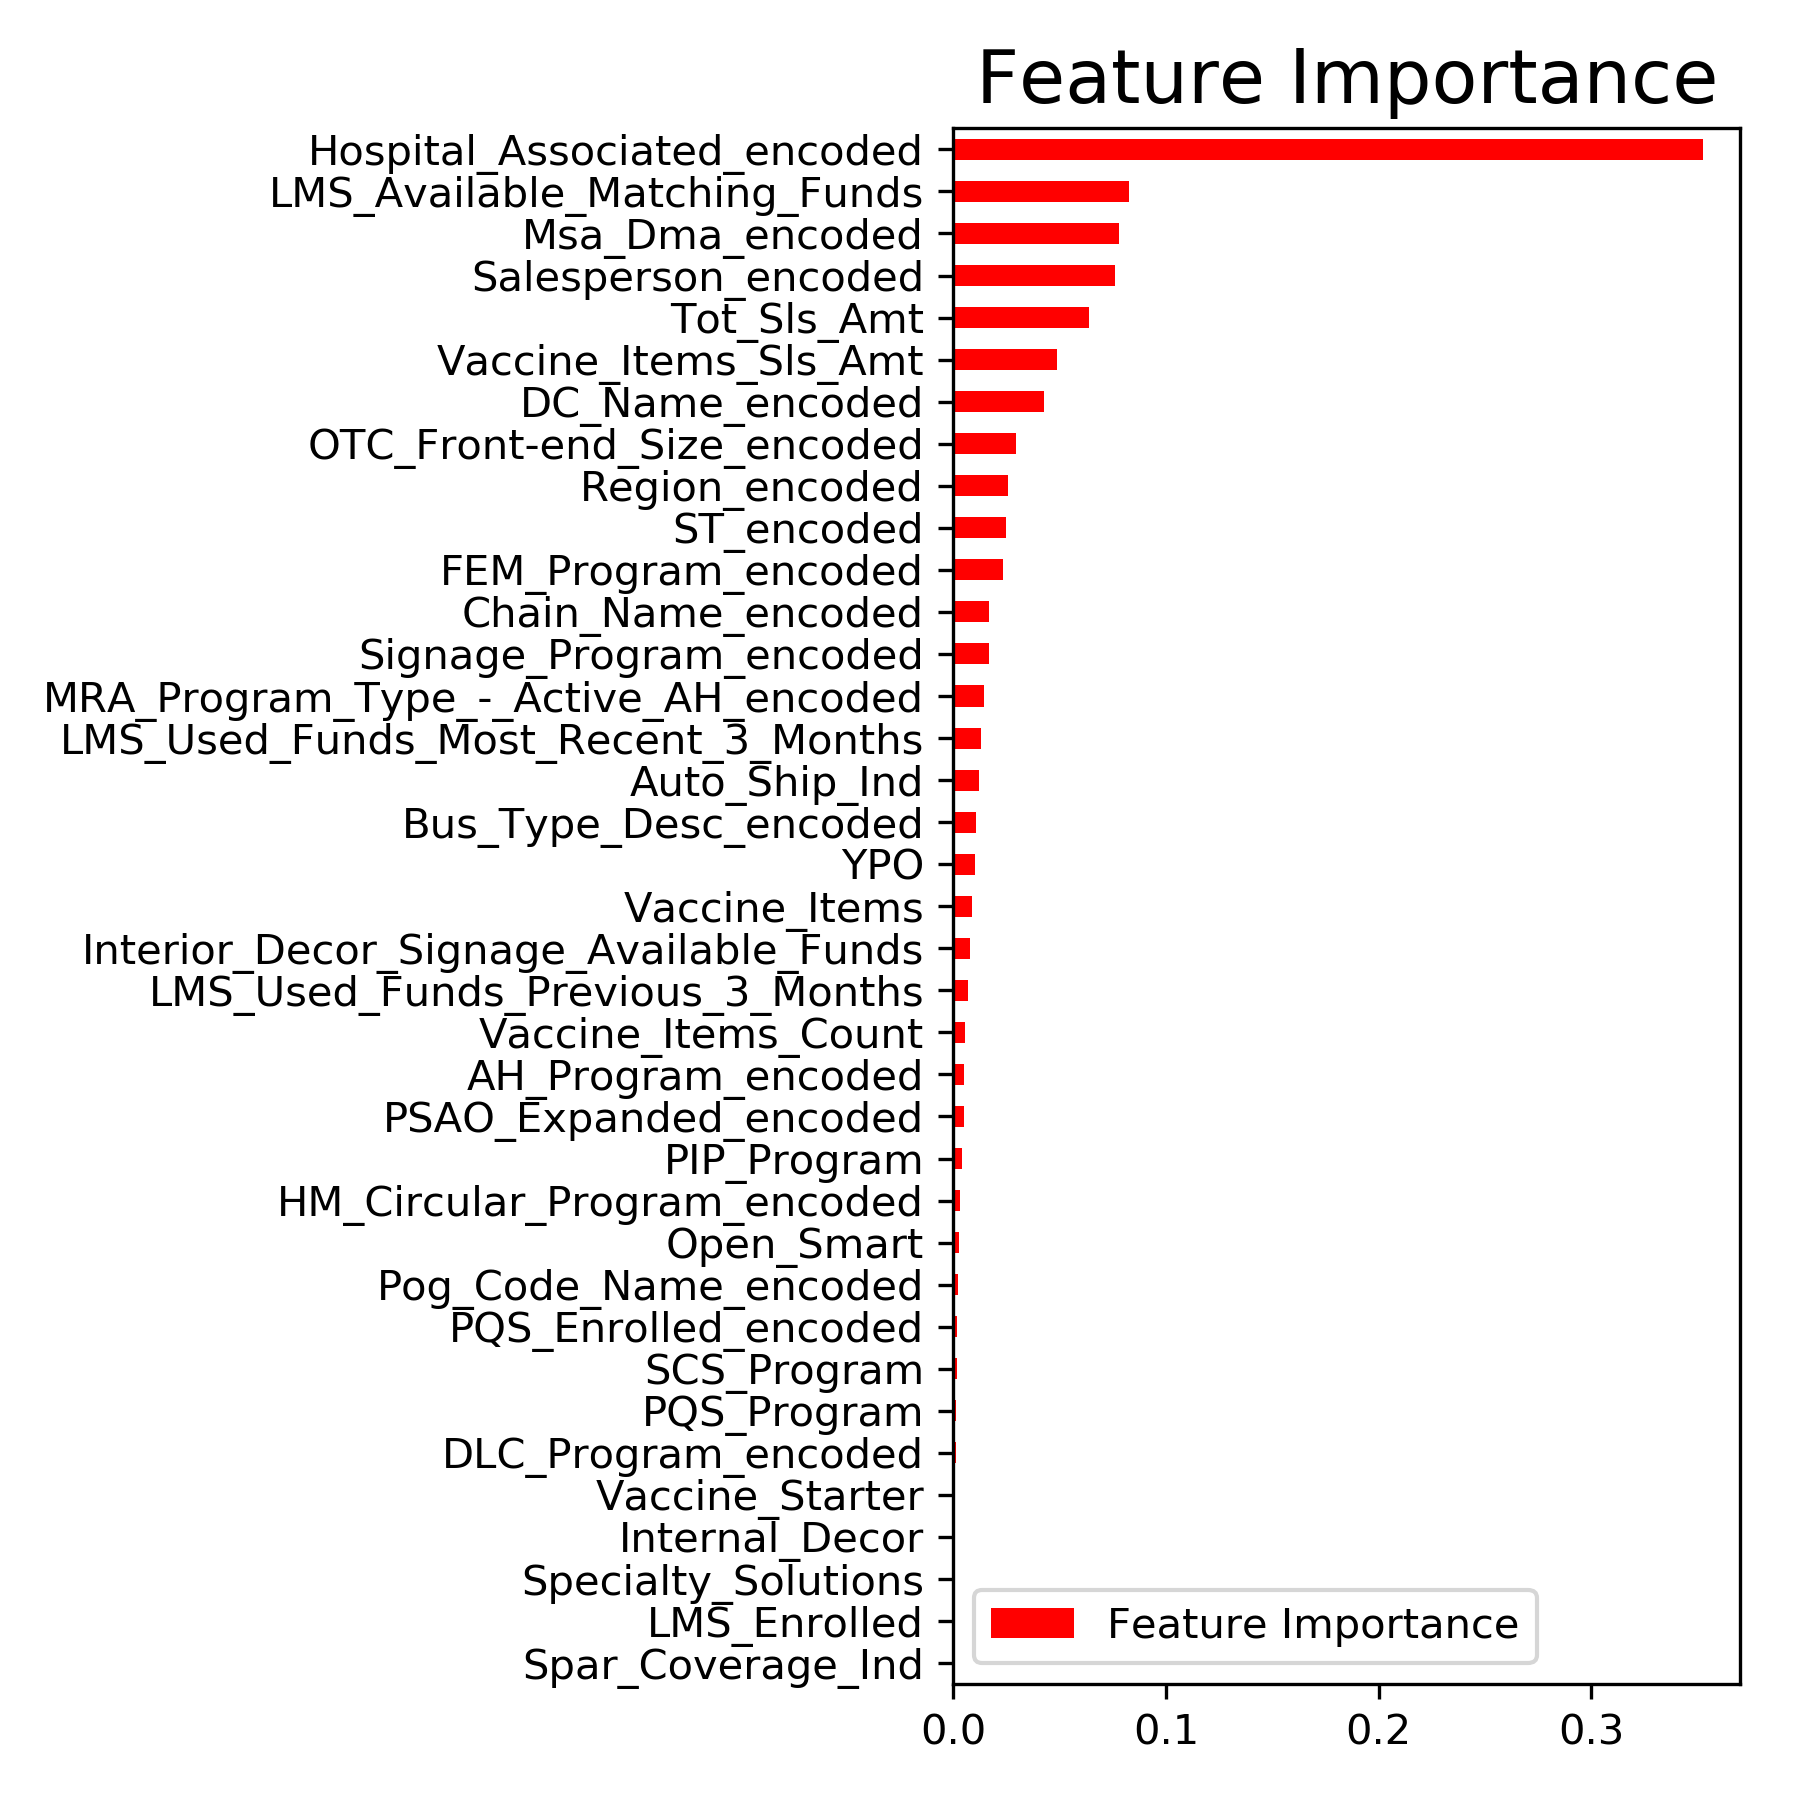 Feature Importance
Hospital_Associated_encoded
LMS_Available_Matching_Funds
Msa_Dma_encoded
Salesperson_encoded
Tot_Sls_Amt
Vaccine_Items_Sls_Amt
DC_Name_encoded
OTC_Front-end_Size_encoded
Region_encoded
ST_encoded
FEM_Program_encoded
Chain_Name_encoded
Signage_Program_encoded
MRA_Program_Type_-_Active_AH_encoded
LMS_Used_Funds_Most_Recent_3_Months
Auto_Ship_Ind
Bus_Type_Desc_encoded
YPO
Vaccine_Items
Interior_Decor_Signage_Available_Funds
LMS_Used_Funds_Previous_3_Months
Vaccine_Items_Count
AH_Program_encoded
PSAO_Expanded_encoded
PIP_Program
HM_Circular_Program_encoded
Open_Smart
Pog_Code_Name_encoded
PQS_Enrolled_encoded
SCS_Program
PQS_Program
DLC_Program_encoded
Vaccine_Starter
Internal_Decor
Specialty_Solutions
LMS_Enrolled
Spar_Coverage_Ind
Feature Importance
0.0 0.1 0.2 0.3